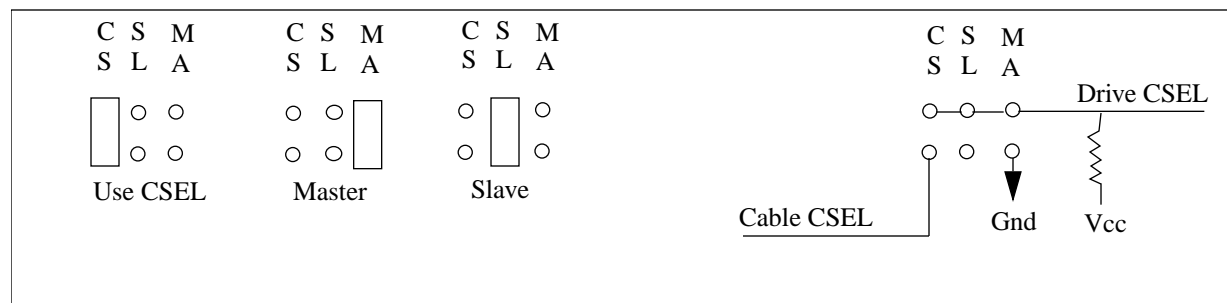 C S M
S L A
C S M
S L A
C S M
S L A
C S M
S L A
Drive CSEL
Use CSEL
Master
Slave
Cable CSEL
Gnd
Vcc